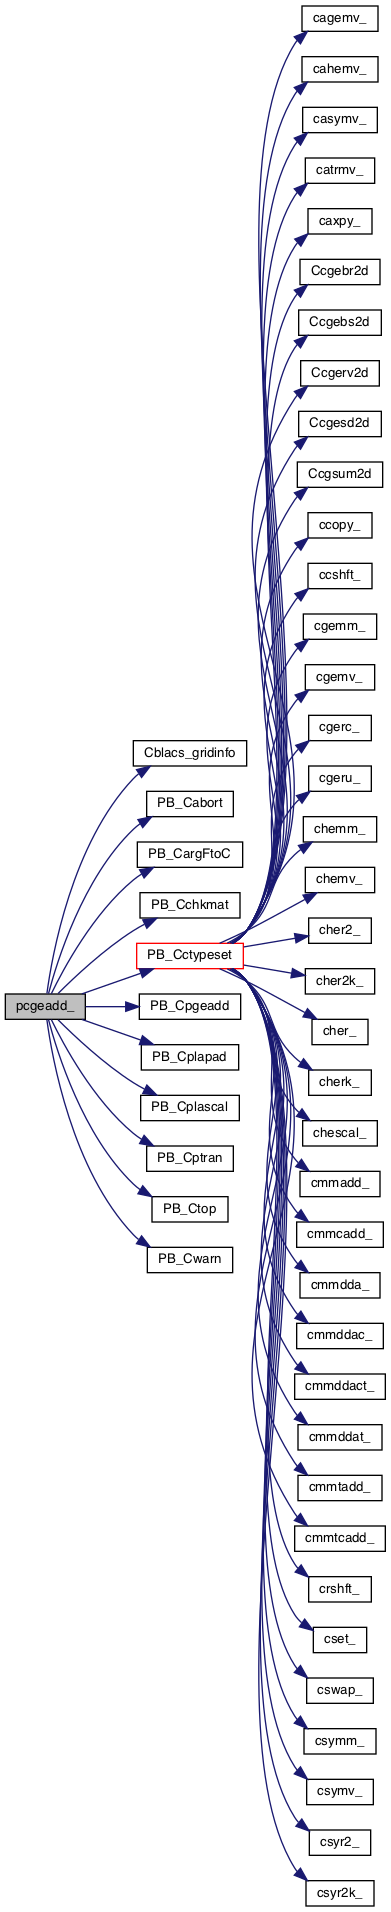 cagemv_
cahemv_
casymv_
catrmv_
caxpy_
Ccgebr2d
Ccgebs2d
Ccgerv2d
Ccgesd2d
Ccgsum2d
ccopy_
ccshft_
cgemm_
cgemv_
cgerc_
cgeru_
chemm_
chemv_
cher2_
cher2k_
cher_
cherk_
chescal_
cmmadd_
cmmcadd_
cmmdda_
cmmddac_
cmmddact_
cmmddat_
cmmtadd_
cmmtcadd_
crshft_
cset_
cswap_
csymm_
csymv_
csyr2_
csyr2k_
Cblacs_gridinfo
PB_Cabort
PB_CargFtoC
PB_Cchkmat
PB_Cctypeset
PB_Cpgeadd
PB_Cplapad
PB_Cplascal
PB_Cptran
PB_Ctop
PB_Cwarn
pcgeadd_